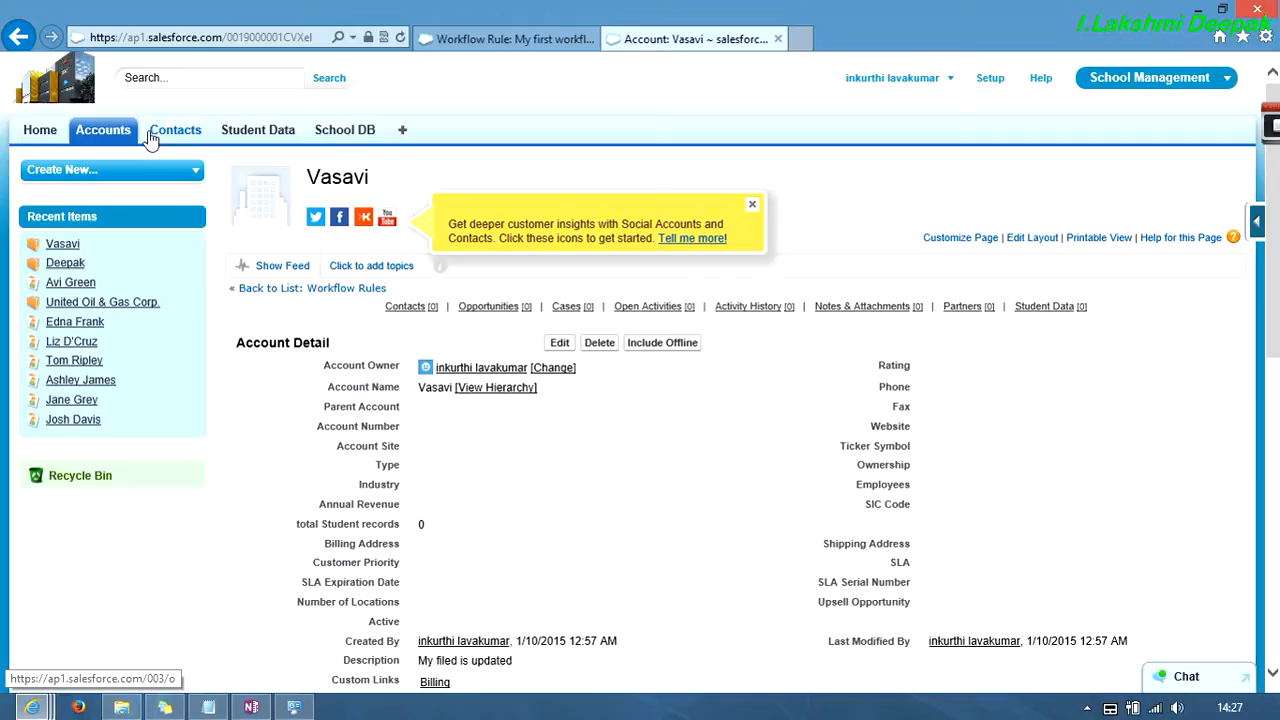 I.Lakshmi Deepak
https://ap1.salesforce.com/0019000001CVXeI
Workflow Rule: My first workfl...
Account: Vasavi ~ salesforc...
Search...
Search
inkurthi lavakumar
Setup
Help
School Management
Home
Accounts
Contacts
Student Data
School DB
Create New...
Vasavi
Recent Items
Vasavi
Deepak
Avi Green
United Oil & Gas Corp.
Edna Frank
Liz D'Cruz
Tom Ripley
Ashley James
Jane Grey
Josh Davis
Recycle Bin
You
Tube
Get deeper customer insights with Social Accounts and
Contacts. Click these icons to get started. Tell me more!
Customize Page | Edit Layout | Printable View | Help for this Page
Show Feed
Click to add topics
« Back to List: Workflow Rules
Contacts [0] | Opportunities [0] | Cases [0] | Open Activities [0] | Activity History [0] | Notes & Attachments [0] | Partners [0] | Student Data [0]
Account Detail
Edit
Delete
Include Offline
Account Owner inkurthi lavakumar [Change]
Rating
Account Name Vasavi [View Hierarchy]
Phone
Parent Account
Fax
Account Number
Website
Account Site
Ticker Symbol
Type
Ownership
Industry
Employees
Annual Revenue
SIC Code
total Student records 0
Billing Address
Shipping Address
Customer Priority
SLA
SLA Expiration Date
SLA Serial Number
Number of Locations
Upsell Opportunity
Active
Created By inkurthi lavakumar, 1/10/2015 12:57 AM
Last Modified By inkurthi lavakumar, 1/10/2015 12:57 AM
Description My filed is updated
Custom Links Billing
https://ap1.salesforce.com/003/o
Chat
14:27